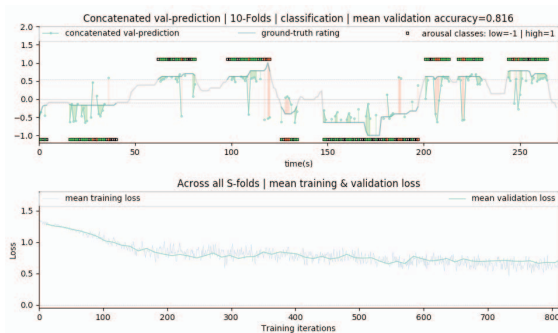 Concatenated val-prediction | 10-Folds | classification | mean validation accuracy=0.816
concatenated val-prediction ground-truth rating arousal classes: low=-1 | high=1
2.0
1.5
1.0
0.5
0.0
−0.5
−1.0
0 50 100 150 200 250
time(s)
Across all S-folds | mean training & validation loss
mean training loss mean validation loss
1.5
1.0
0.5
0.0
Loss
0 100 200 300 400 500 600 700 800
Training iterations